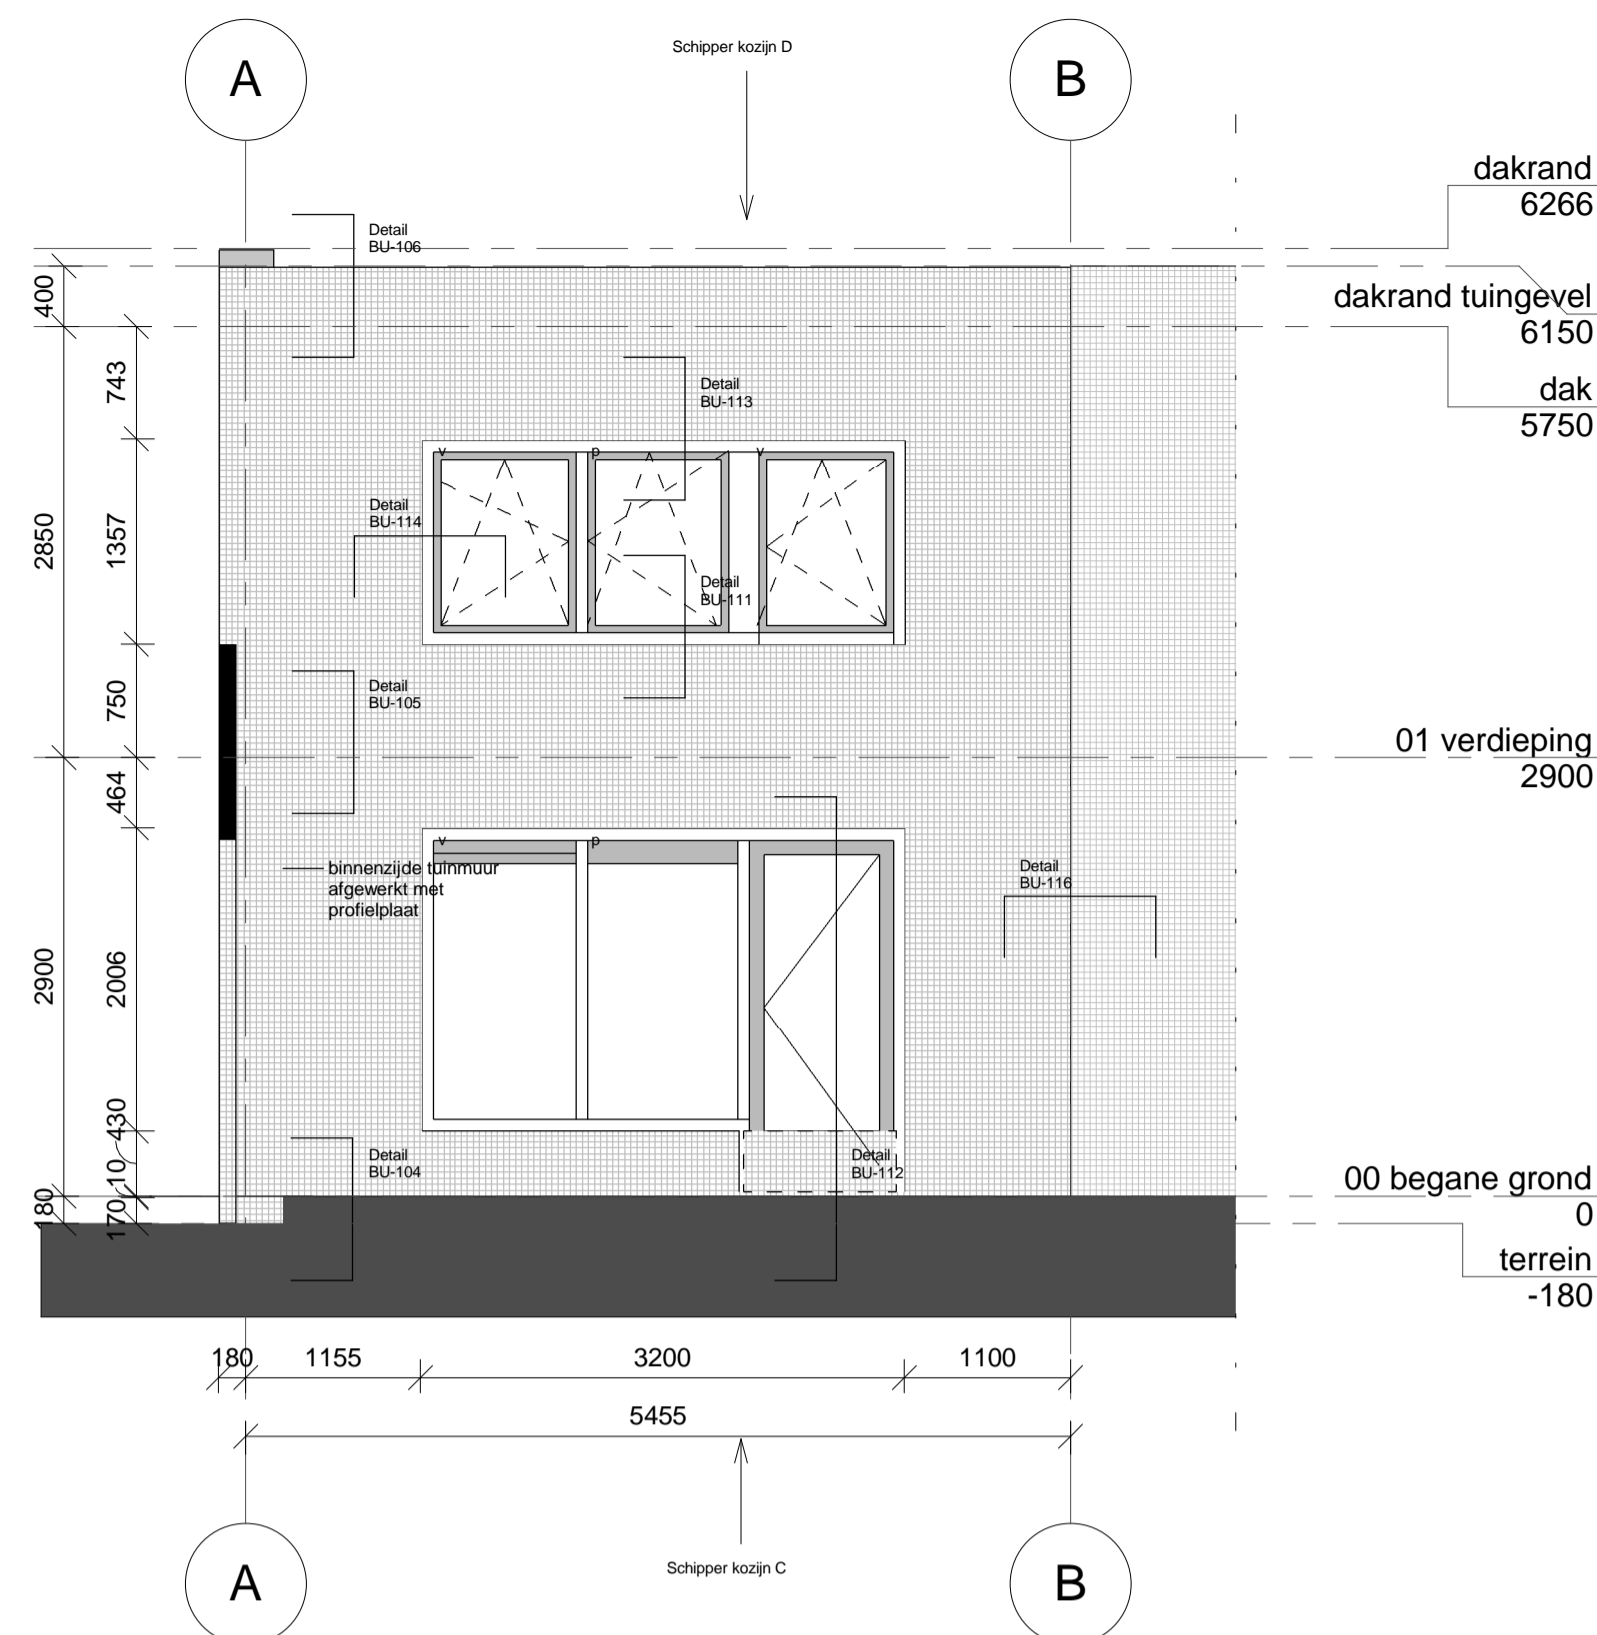 A
B
Schipper kozijn D
dakrand
6266
Detail
BU-106
dakrand tuingevel
6150
400
dak
5750
743
Detail
BU-113
v
p
v
Detail
BU-114
2850
1357
Detail
BU-111
750
Detail
BU-105
01 verdieping
2900
464
v
p
binnenzijde tuinmuur
afgewerkt met
profielplaat
Detail
BU-116
2900
2006
430
10
Detail
BU-104
Detail
BU-112
00 begane grond
0
180
170
terrein
-180
180
1155
3200
1100
5455
Schipper kozijn C
A
B